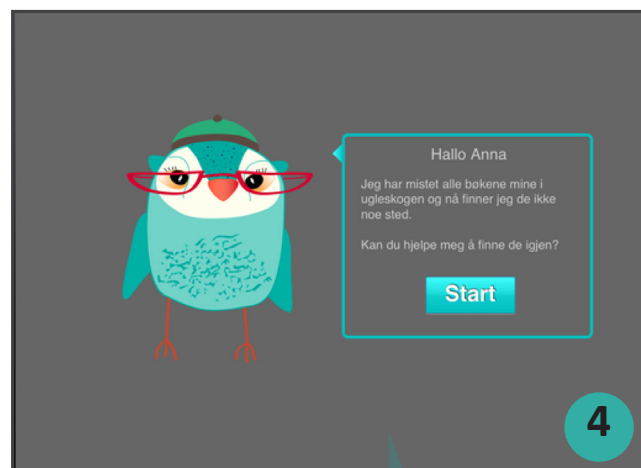 Hallo Anna
Jeg har mistet alle bøkene mine i
ugleskogen og nå finner jeg de ikke
noe sted.
Kan du hjelpe meg å finne de igjen?
Start
4